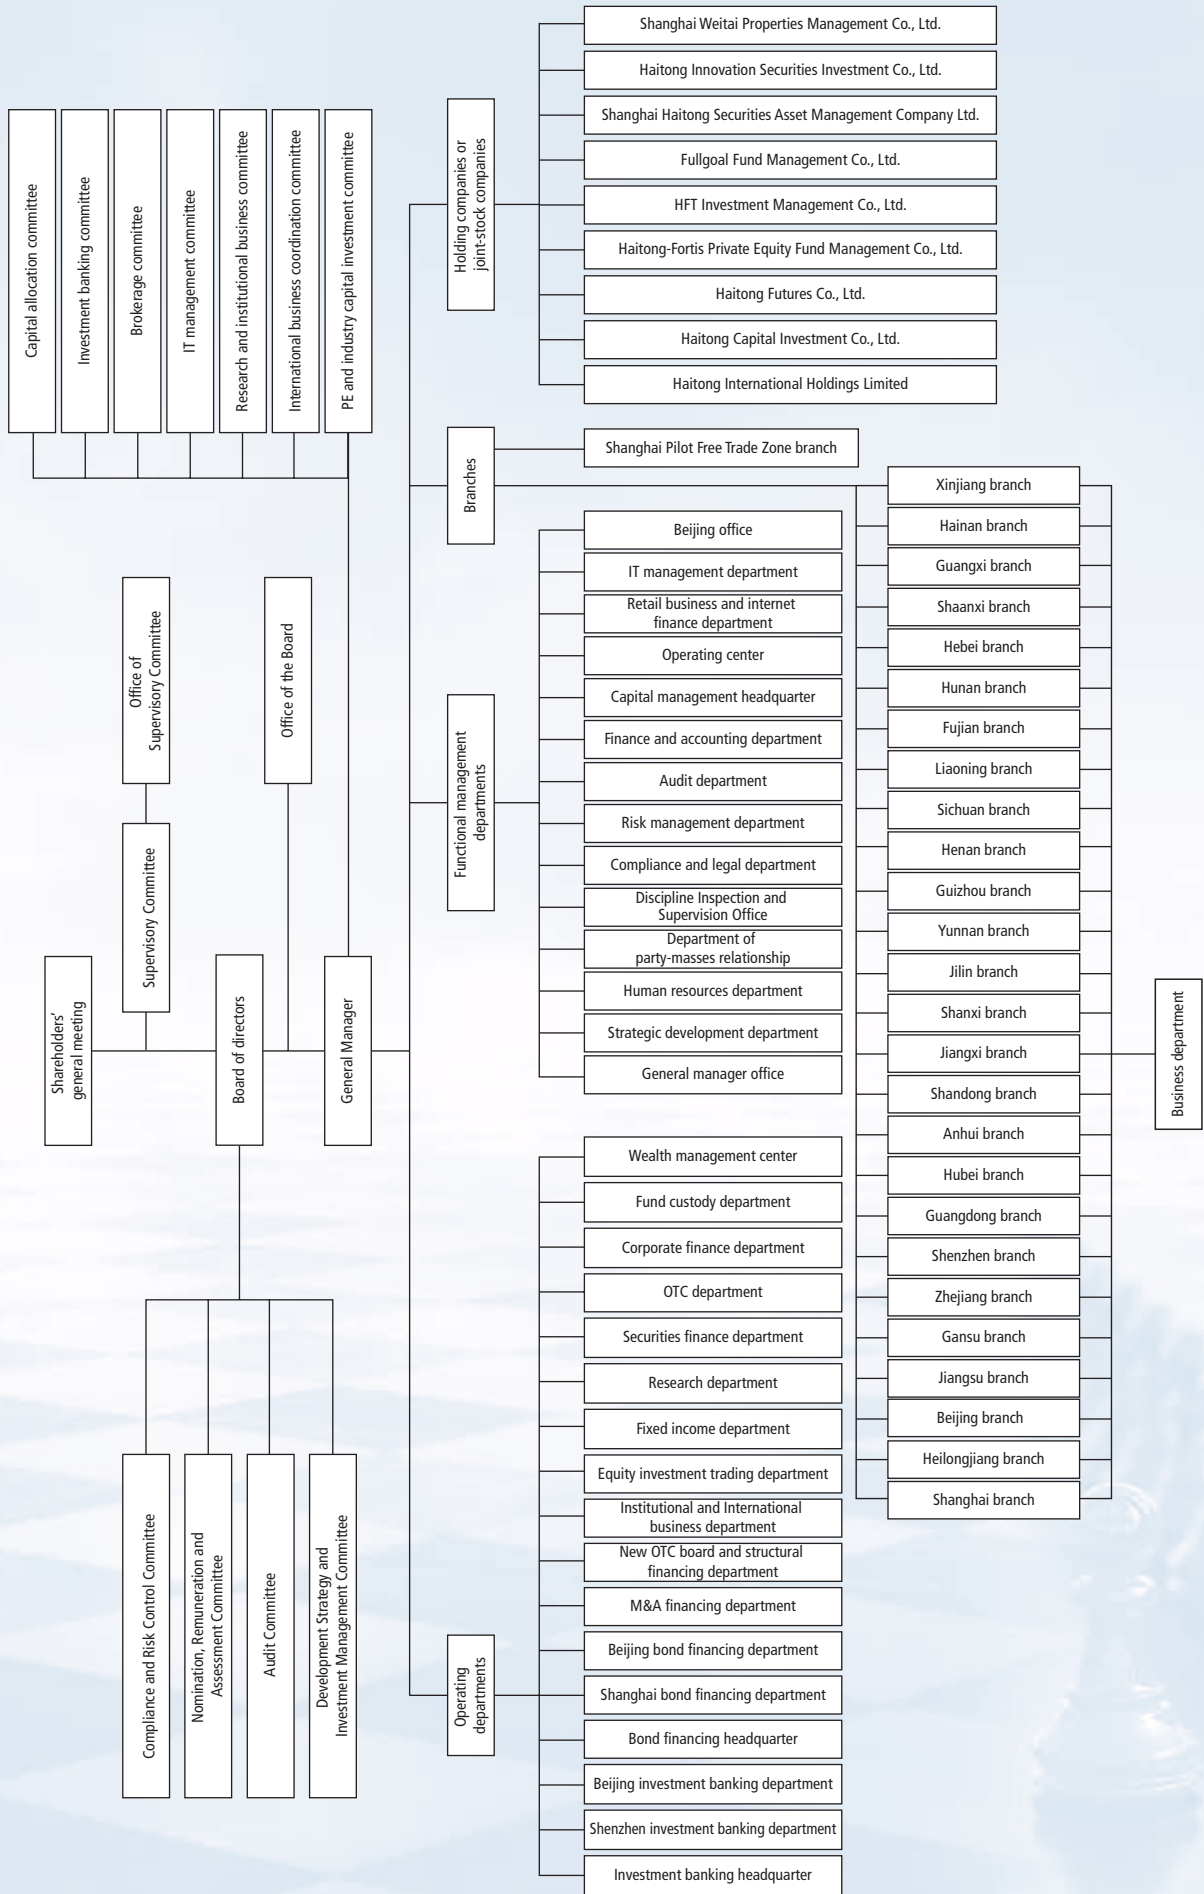 Shareholders'
general meeting
Supervisory Committee
Office of
Supervisory Committee
Board of directors
Office of the Board
General Manager
Capital allocation committee
Investment banking committee
Brokerage committee
IT management committee
Research and institutional business committee
International business coordination committee
PE and industry capital investment committee
Compliance and Risk Control Committee
Nomination, Remuneration and
Assessment Committee
Audit Committee
Development Strategy and
Investment Management Committee
Holding companies or
joint-stock companies
Shanghai Weitai Properties Management Co., Ltd.
Haitong Innovation Securities Investment Co., Ltd.
Shanghai Haitong Securities Asset Management Company Ltd.
Fullgoal Fund Management Co., Ltd.
HFT Investment Management Co., Ltd.
Haitong-Fortis Private Equity Fund Management Co., Ltd.
Haitong Futures Co., Ltd.
Haitong Capital Investment Co., Ltd.
Haitong International Holdings Limited
Branches
Shanghai Pilot Free Trade Zone branch
Xinjiang branch
Hainan branch
Guangxi branch
Shaanxi branch
Hebei branch
Hunan branch
Fujian branch
Liaoning branch
Sichuan branch
Henan branch
Guizhou branch
Yunnan branch
Jilin branch
Shanxi branch
Jiangxi branch
Shandong branch
Anhui branch
Hubei branch
Guangdong branch
Shenzhen branch
Zhejiang branch
Gansu branch
Jiangsu branch
Beijing branch
Heilongjiang branch
Shanghai branch
Business department
Functional management
departments
Beijing office
IT management department
Retail business and internet
finance department
Operating center
Capital management headquarter
Finance and accounting department
Audit department
Risk management department
Compliance and legal department
Discipline Inspection and
Supervision Office
Department of
party-masses relationship
Human resources department
Strategic development department
General manager office
Operating
departments
Wealth management center
Fund custody department
Corporate finance department
OTC department
Securities finance department
Research department
Fixed income department
Equity investment trading department
Institutional and International
business department
New OTC board and structural
financing department
M&A financing department
Beijing bond financing department
Shanghai bond financing department
Bond financing headquarter
Beijing investment banking department
Shenzhen investment banking department
Investment banking headquarter